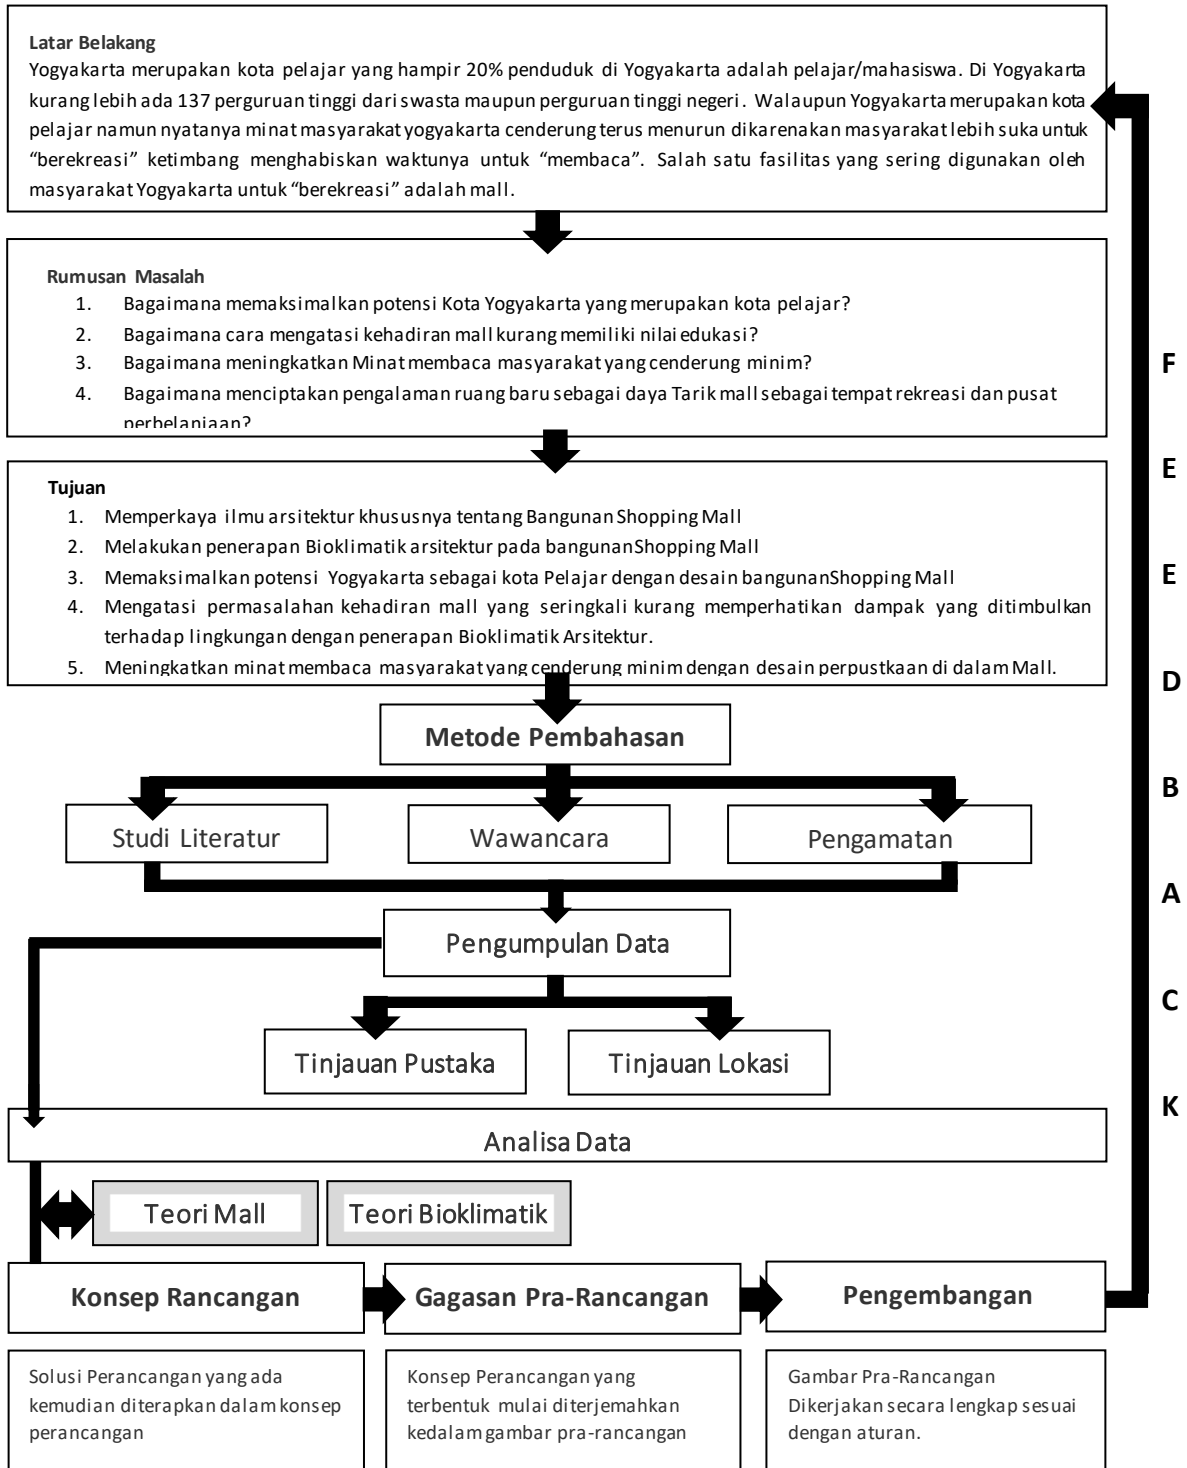 Latar Belakang
Yogyakarta merupakan kota pelajar yang hampir 20% penduduk di Yogyakarta adalah pelajar/mahasiswa. Di Yogyakarta
kurang lebih ada 137 perguruan tinggi dari swasta maupun perguruan tinggi negeri. Walaupun Yogyakarta merupakan kota
pelajar namun nyatanya minat masyarakat yogyakarta cenderung terus menurun dikarenakan masyarakat lebih suka untuk
“berekreasi” ketimbang menghabiskan waktunya untuk “membaca”. Salah satu fasilitas yang sering digunakan oleh
masyarakat Yogyakarta untuk “berekreasi” adalah mall.
Rumusan Masalah
1. Bagaimana memaksimalkan potensi Kota Yogyakarta yang merupakan kota pelajar?
2. Bagaimana cara mengatasi kehadiran mall kurang memiliki nilai edukasi?
3. Bagaimana meningkatkan Minat membaca masyarakat yang cenderung minim?
4. Bagaimana menciptakan pengalaman ruang baru sebagai daya Tarik mall sebagai tempat rekreasi dan pusat
perbelanjaan?
Tujuan
1. Memperkaya ilmu arsitektur khususnya tentang Bangunan Shopping Mall
2. Melakukan penerapan Bioklimatik arsitektur pada bangunan Shopping Mall
3. Memaksimalkan potensi Yogyakarta sebagai kota Pelajar dengan desain bangunan Shopping Mall
4. Mengatasi permasalahan kehadiran mall yang seringkali kurang memperhatikan dampak yang ditimbulkan
terhadap lingkungan dengan penerapan Bioklimatik Arsitektur.
5. Meningkatkan minat membaca masyarakat yang cenderung minim dengan desain perpustkaan di dalam Mall.
Metode Pembahasan
Studi Literatur
Wawancara
Pengamatan
Pengumpulan Data
Tinjauan Pustaka
Tinjauan Lokasi
Analisa Data
Teori Mall
Teori Bioklimatik
Konsep Rancangan
Gagasan Pra-Rancangan
Pengembangan
Solusi Perancangan yang ada
kemudian diterapkan dalam konsep
perancangan
Konsep Perancangan yang
terbentuk mulai diterjemahkan
kedalam gambar pra-rancangan
Gambar Pra-Rancangan
Dikerjakan secara lengkap sesuai
dengan aturan.
F
E
E
D
B
A
C
K